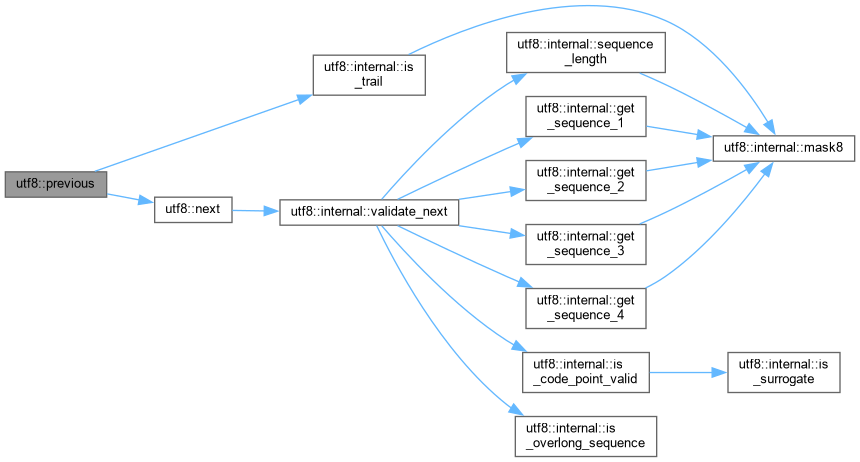 utf8::previous
utf8::internal::is
_trail
utf8::next
utf8::internal::validate_next
utf8::internal::sequence
_length
utf8::internal::get
_sequence_1
utf8::internal::get
_sequence_2
utf8::internal::get
_sequence_3
utf8::internal::get
_sequence_4
utf8::internal::is
_code_point_valid
utf8::internal::is
_overlong_sequence
utf8::internal::mask8
utf8::internal::is
_surrogate